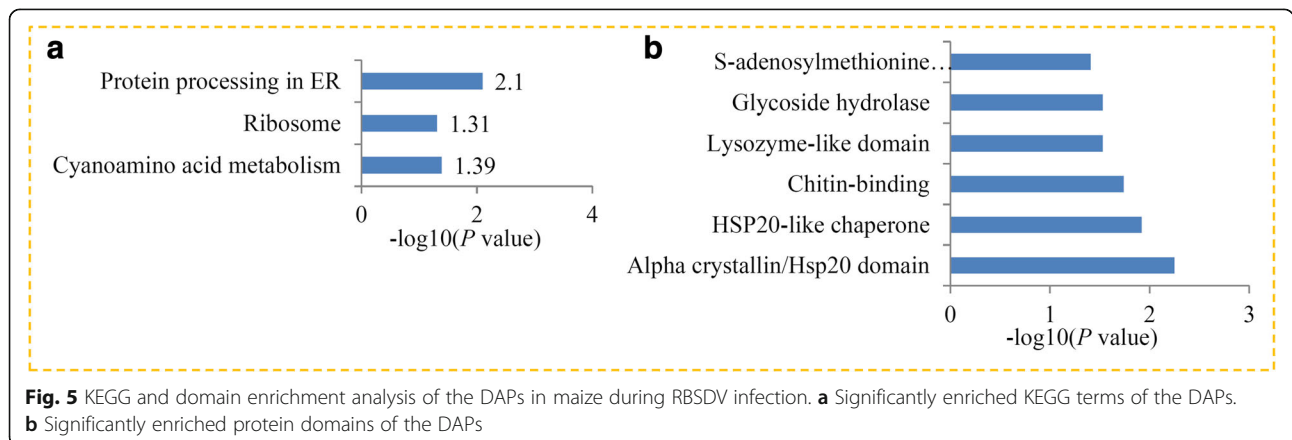 a
Protein processing in ER 2.1
Ribosome 1.31
Cyanoamino acid metabolism 1.39
0 2 4
-log10(P value)
b
S-adenosylmethionine…
Glycoside hydrolase
Lysozyme-like domain
Chitin-binding
HSP20-like chaperone
Alpha crystallin/Hsp20 domain
0 1 2 3
-log10(P value)
Fig. 5 KEGG and domain enrichment analysis of the DAPs in maize during RBSDV infection. a Significantly enriched KEGG terms of the DAPs.
b Significantly enriched protein domains of the DAPs